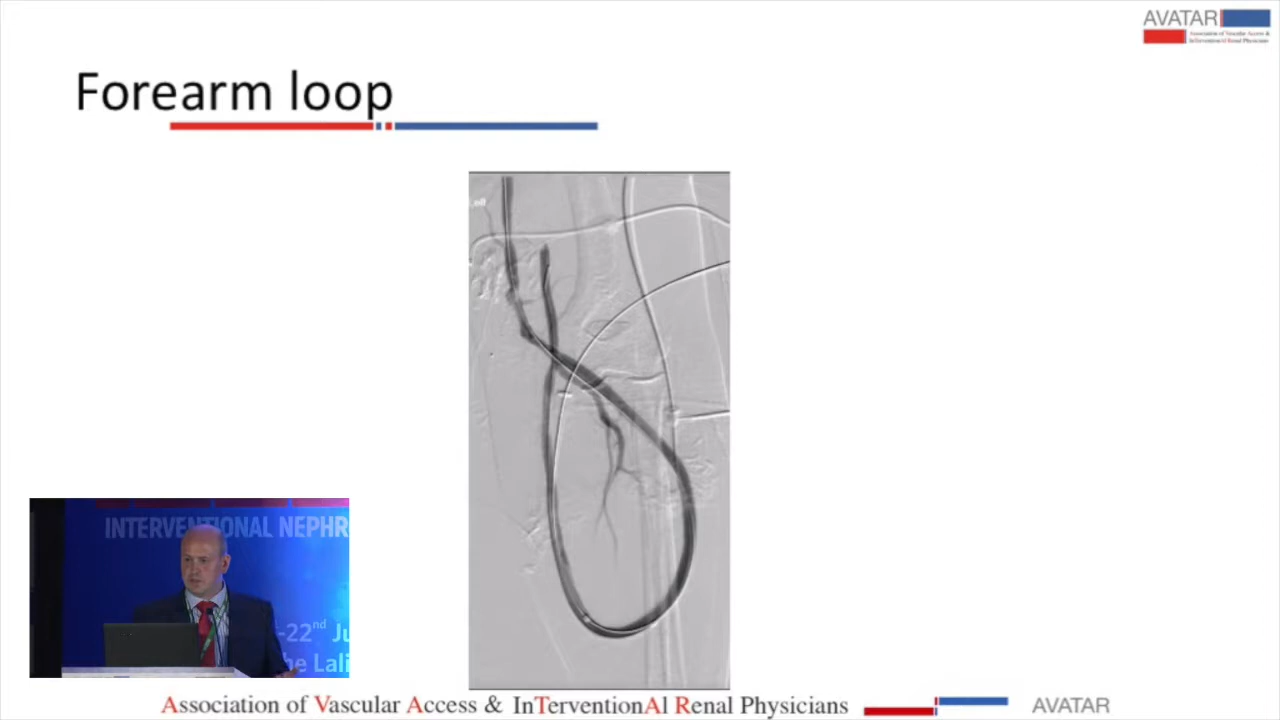 AVATAR
Association of Vascular Access &
InTerventionAl Renal Physicians
Forearm loop
INTERVENTIONAL NEPHR
-22nd Ju
he Lali
Association of Vascular Access & InTerventionAl Renal Physicians
AVATAR